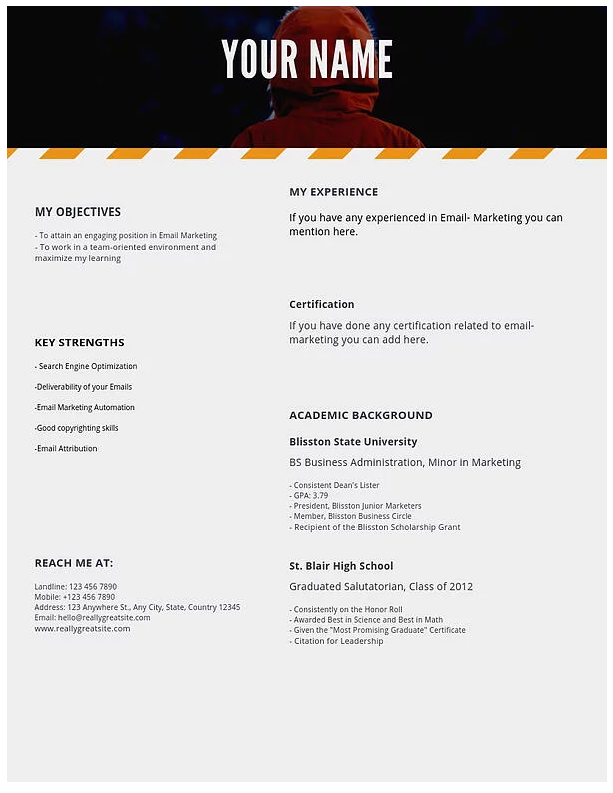 YOUR NAME
MY OBJECTIVES
- To attain an engaging position in Email Marketing
- To work in a team-oriented environment and
maximize my learning
KEY STRENGTHS
- Search Engine Optimization
-Deliverability of your Emails
-Email Marketing Automation
-Good copyrighting skills
-Email Attribution
REACH ME AT:
Landline: 123 456 7890
Mobile: +123 456 7890
Address: 123 Anywhere St., Any City, State, Country 12345
Email: hello@reallygreatsite.com
www.reallygreatsite.com
MY EXPERIENCE
If you have any experienced in Email- Marketing you can
mention here.
Certification
If you have done any certification related to email-
marketing you can add here.
ACADEMIC BACKGROUND
Blisston State University
BS Business Administration, Minor in Marketing
- Consistent Dean's Lister
- GPA: 3.79
- President, Blisston Junior Marketers
- Member, Blisston Business Circle
- Recipient of the Blisston Scholarship Grant
St. Blair High School
Graduated Salutatorian, Class of 2012
- Consistently on the Honor Roll
- Awarded Best in Science and Best in Math
- Given the "Most Promising Graduate" Certificate
- Citation for Leadership